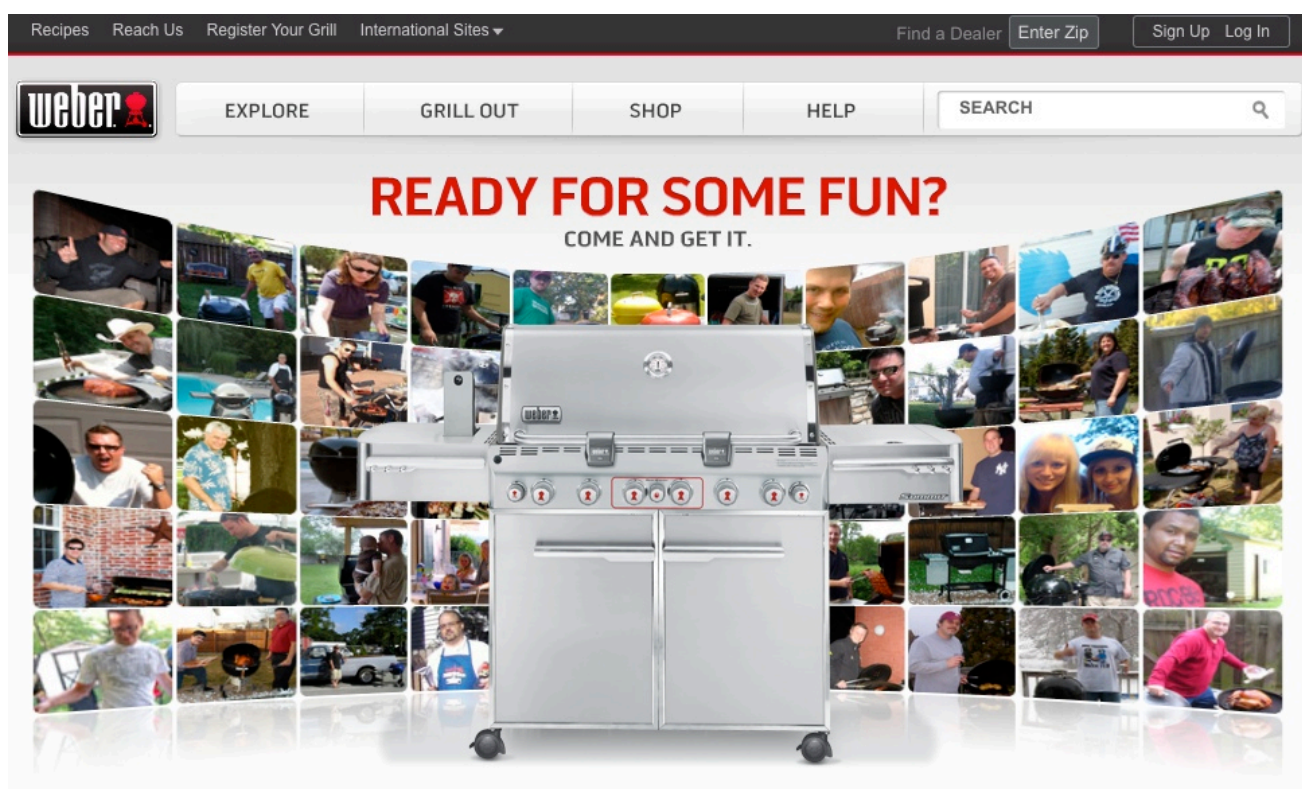 Recipes Reach Us Register Your Grill International Sites Find a Dealer Enter Zip Sign Up Log In
weber
EXPLORE GRILL OUT SHOP HELP SEARCH
READY FOR SOME FUN?
COME AND GET IT.
weber
Summit